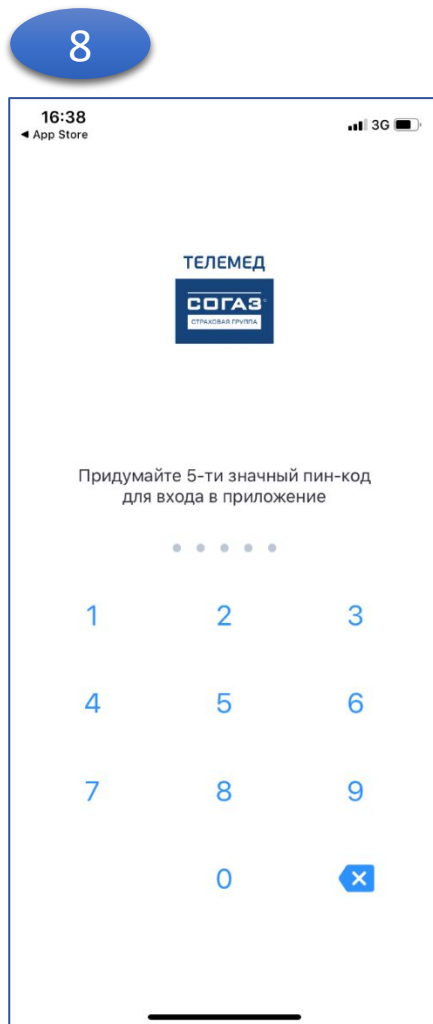 8
16:38
3G
◀ App Store
ТЕЛЕМЕД
СОГАЗ
СТРАХОВАЯ ГРУППА
Придумайте 5-ти значный пин-код
для входа в приложение
1 2 3
4 5 6
7 8 9
0